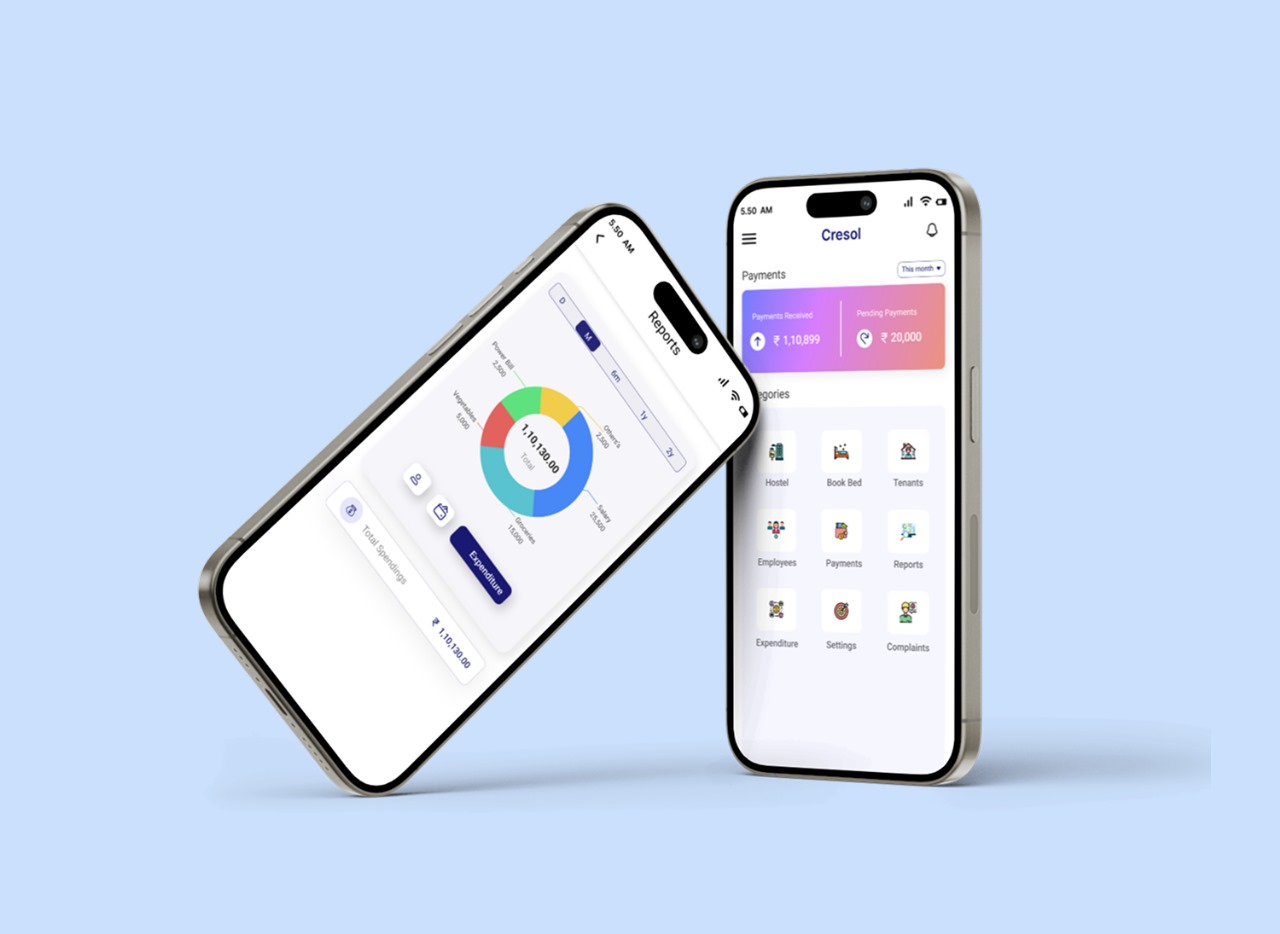 5.50 AM
Reports
D
M
6m
1y
2y
Power Bill
2,500
Vegetables
5,000
Other's
2,500
1,10,130.00
Total
Salary
25,500
Groceries
15,000
Expenditure
Total Spendings
₹ 1,10,130.00
5.50 AM
Cresol
Payments
This month
Payments Received
₹ 1,10,899
Pending Payments
₹ 20,000
egories
Hostel
Book Bed
Tenants
Employees
Payments
Reports
Expenditure
Settings
Complaints